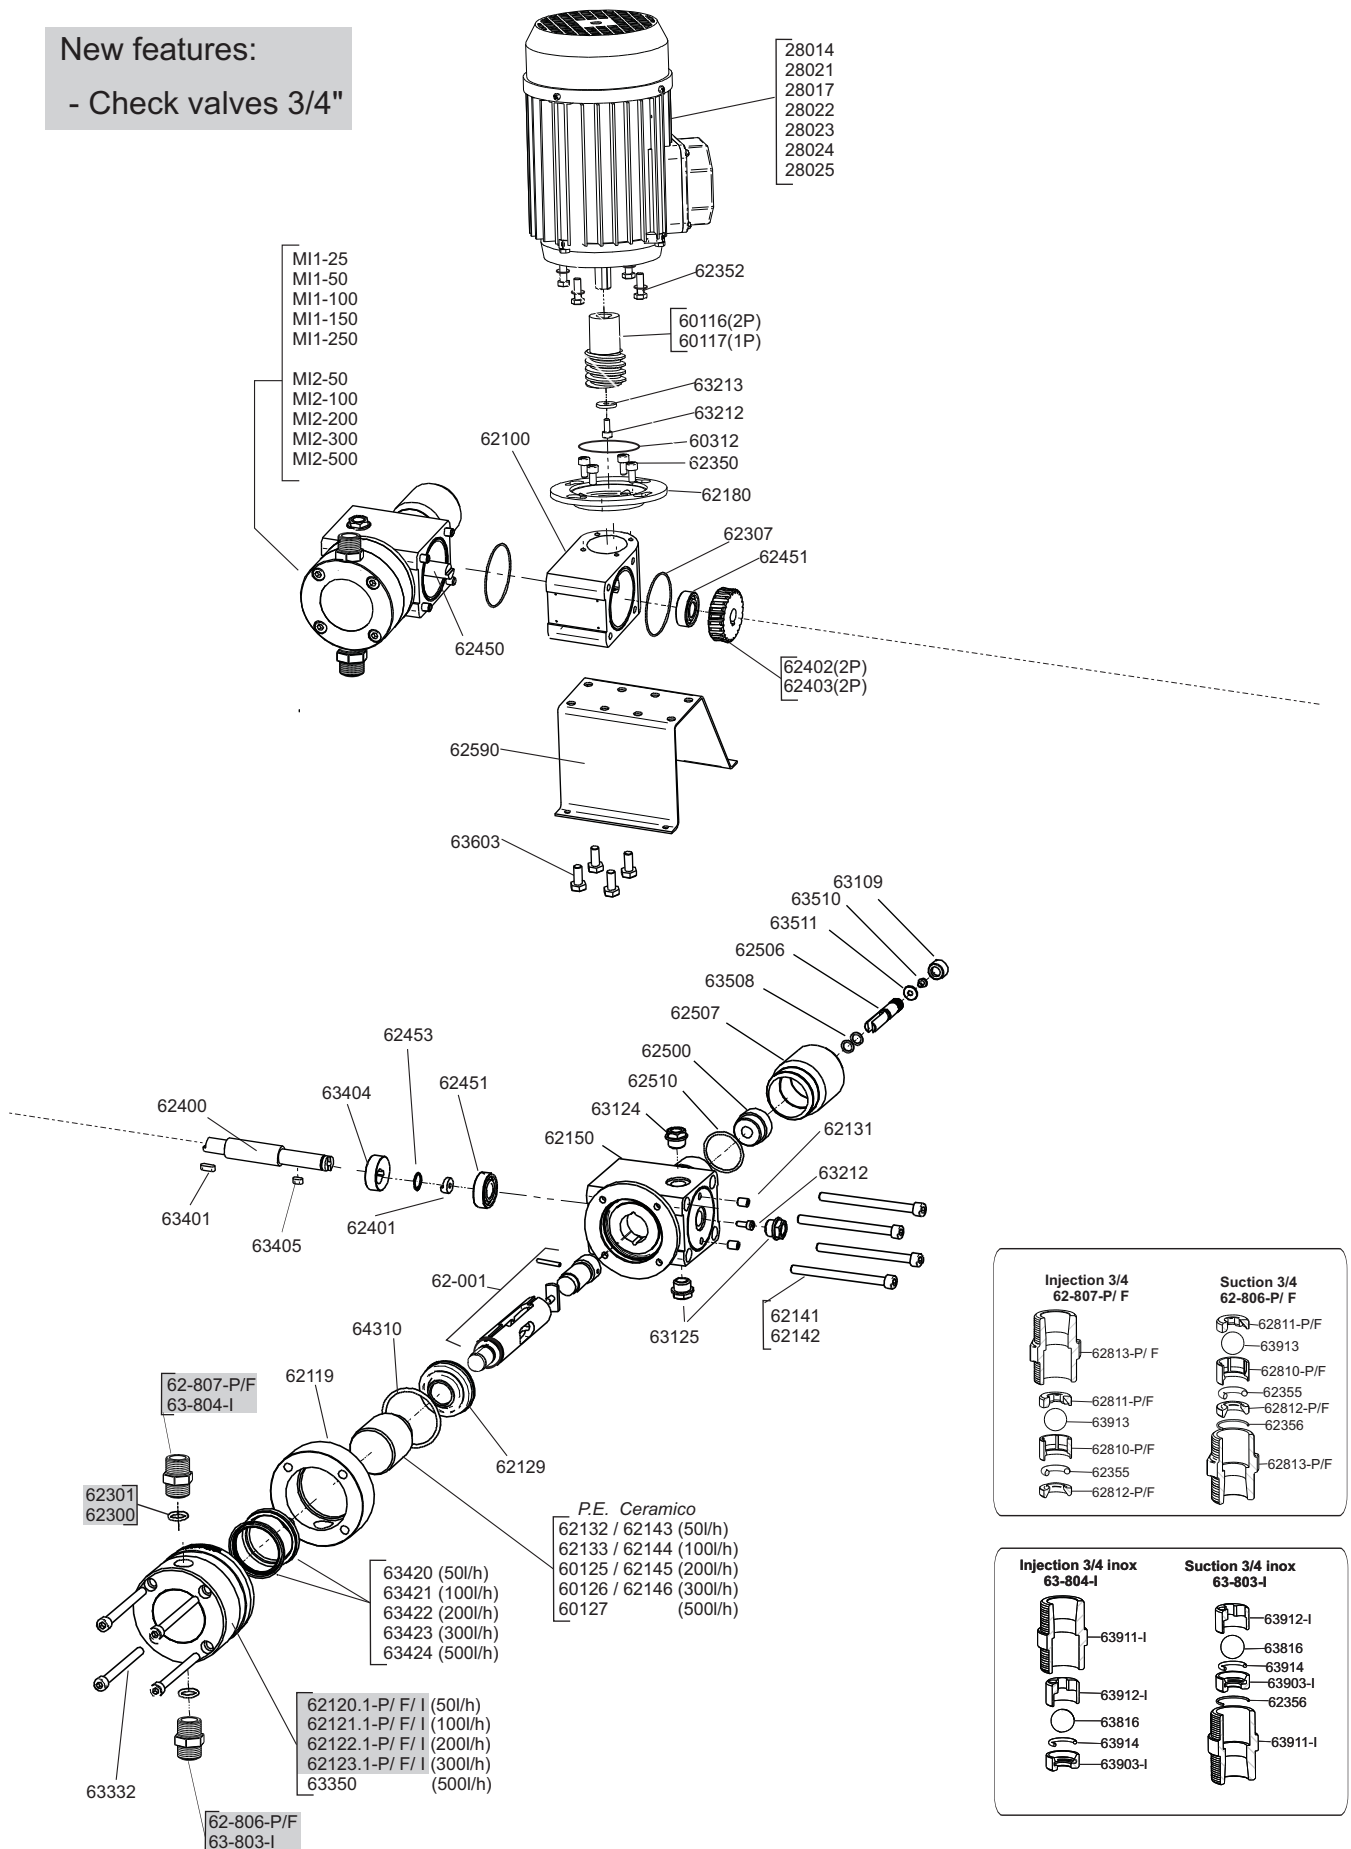 New features:
- Check valves 3/4"
28014
28021
28017
28022
28023
28024
28025
MI1-25
MI1-50
MI1-100
MI1-150
MI1-250
MI2-50
MI2-100
MI2-200
MI2-300
MI2-500
62352
60116(2P)
60117(1P)
63213
63212
60312
62350
62180
62100
62307
62451
62450
62402(2P)
62403(2P)
62590
63603
63109
63510
63511
62506
63508
62507
62500
62510
63124
62150
62131
63212
62453
62451
63404
62400
63401
63405
62401
62-001
64310
62119
63125
62141
62142
62129
62-807-P/F
63-804-I
62301
62300
P.E. Ceramico
62132 / 62143 (50l/h)
62133 / 62144 (100l/h)
60125 / 62145 (200l/h)
60126 / 62146 (300l/h)
60127 (500l/h)
63420 (50l/h)
63421 (100l/h)
63422 (200l/h)
63423 (300l/h)
63424 (500l/h)
62120.1-P/ F/ I (50l/h)
62121.1-P/ F/ I (100l/h)
62122.1-P/ F/ I (200l/h)
62123.1-P/ F/ I (300l/h)
63350 (500l/h)
63332
62-806-P/F
63-803-I
Injection 3/4
62-807-P/ F
62813-P/ F
62811-P/F
63913
62810-P/F
62355
62812-P/F
Suction 3/4
62-806-P/ F
62811-P/F
63913
62810-P/F
62355
62812-P/F
62356
62813-P/F
Injection 3/4 inox
63-804-I
63911-I
63912-I
63816
63914
63903-I
Suction 3/4 inox
63-803-I
63912-I
63816
63914
63903-I
62356
63911-I